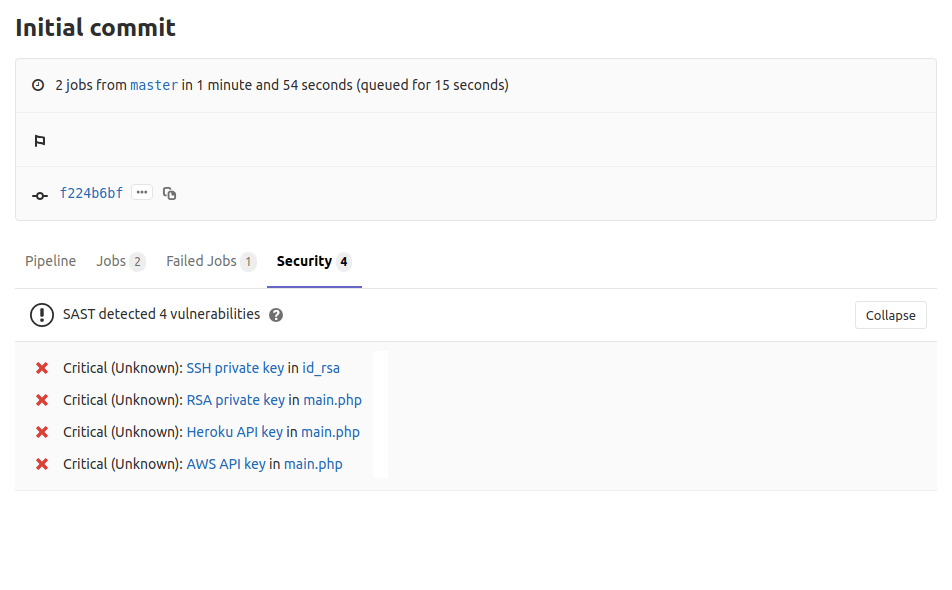 Initial commit
2 jobs from master in 1 minute and 54 seconds (queued for 15 seconds)
f224b6bf
Pipeline Jobs 2 Failed Jobs 1 Security 4
SAST detected 4 vulnerabilities ? Collapse
Critical (Unknown): SSH private key in id_rsa
Critical (Unknown): RSA private key in main.php
Critical (Unknown): Heroku API key in main.php
Critical (Unknown): AWS API key in main.php